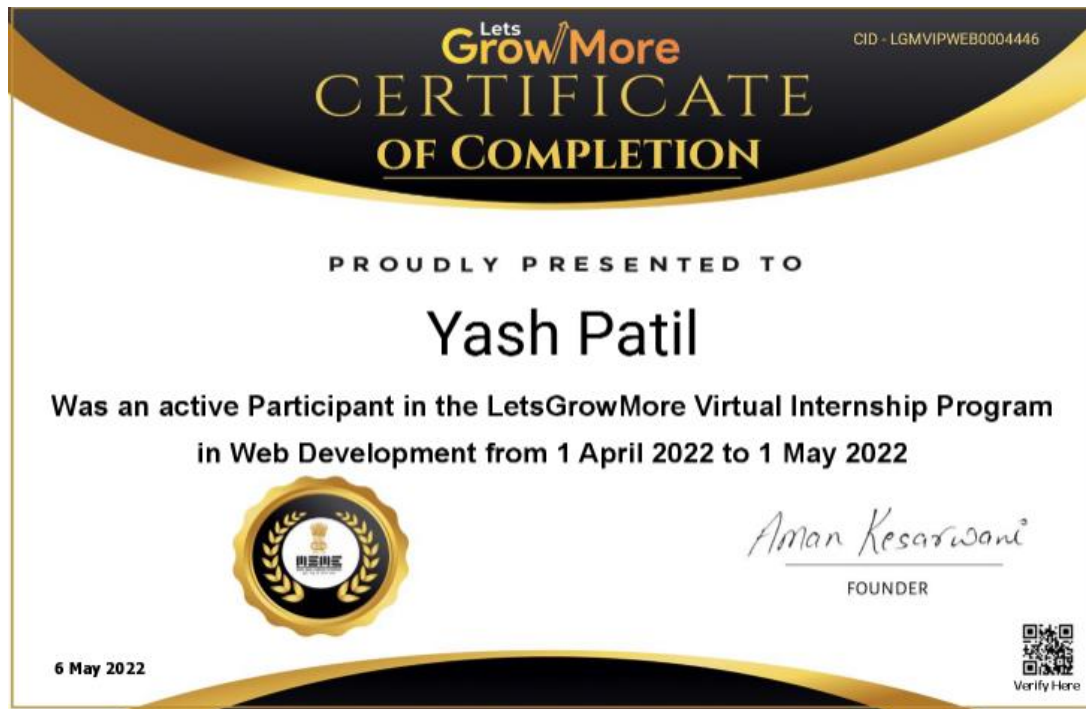 Lets
GrowMore
CID - LGMVIPWEB0004446
CERTIFICATE
OF COMPLETION
PROUDLY PRESENTED TO
Yash Patil
Was an active Participant in the LetsGrowMore Virtual Internship Program
in Web Development from 1 April 2022 to 1 May 2022
MSME
Aman Kesarwani
FOUNDER
6 May 2022
Verify Here